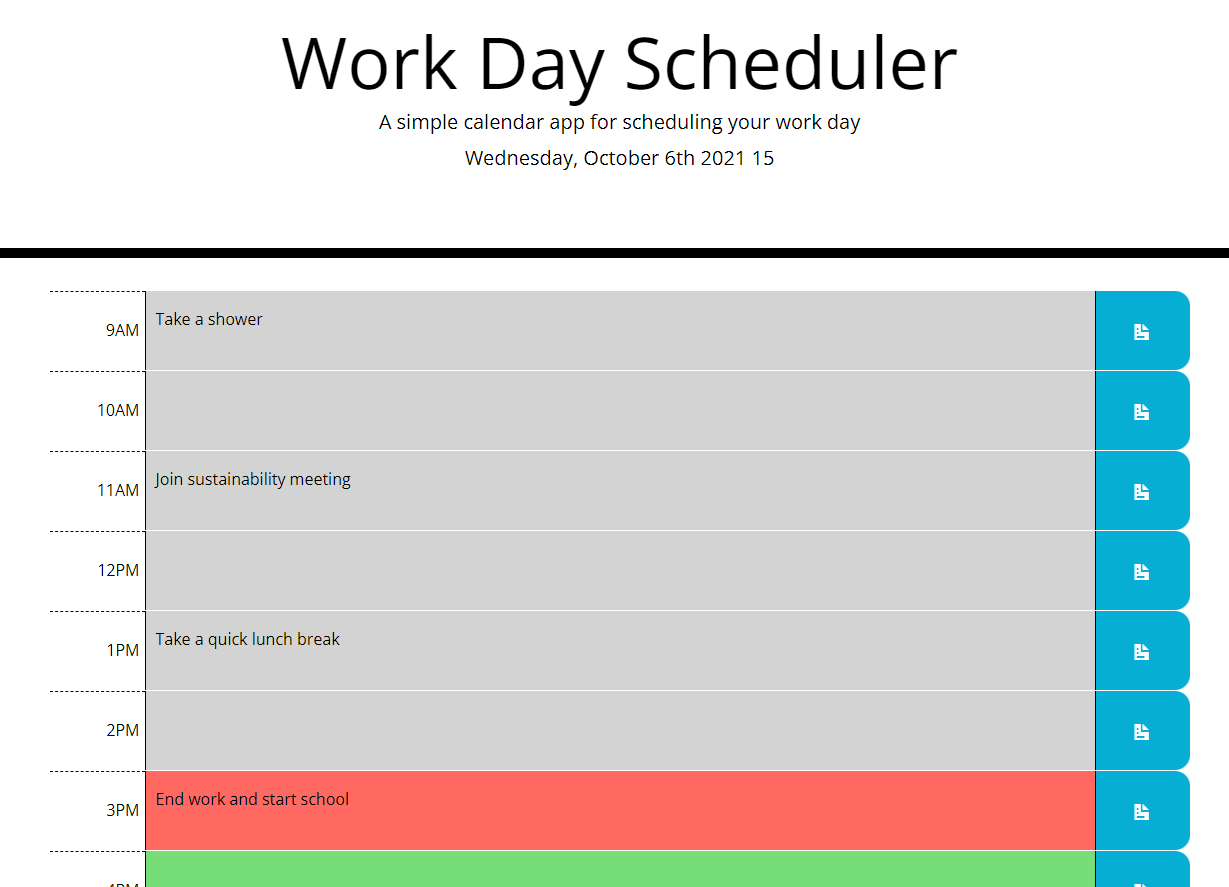 Work Day Scheduler
A simple calendar app for scheduling your work day
Wednesday, October 6th 2021 15
9AM Take a shower
10AM
11AM Join sustainability meeting
12PM
1PM Take a quick lunch break
2PM
3PM End work and start school
4PM